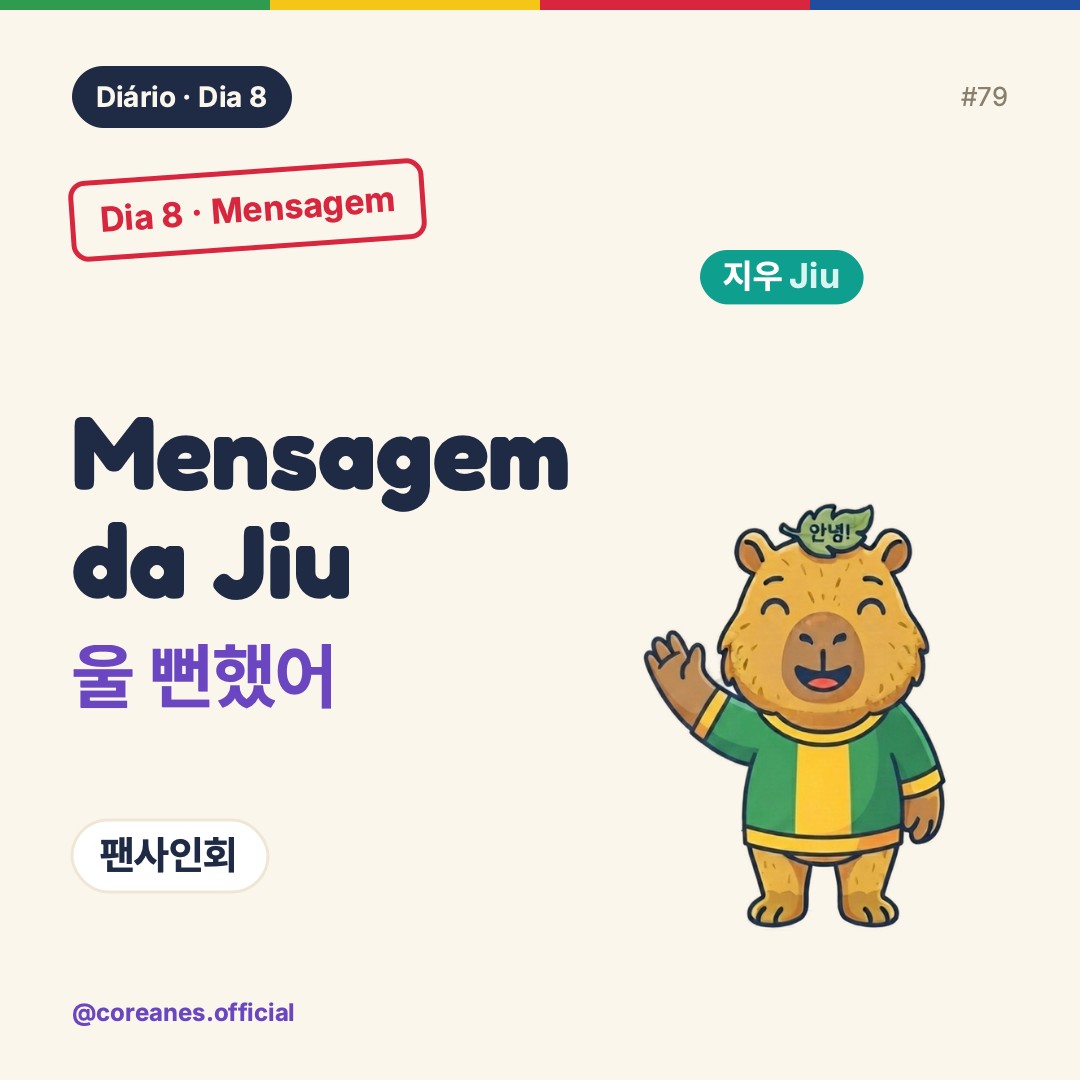 Diário · Dia 8
#79
Dia 8 · Mensagem
지우 Jiu
Mensagem
da Jiu
울 뻔했어
안녕!
팬사인회
@coreanes.official